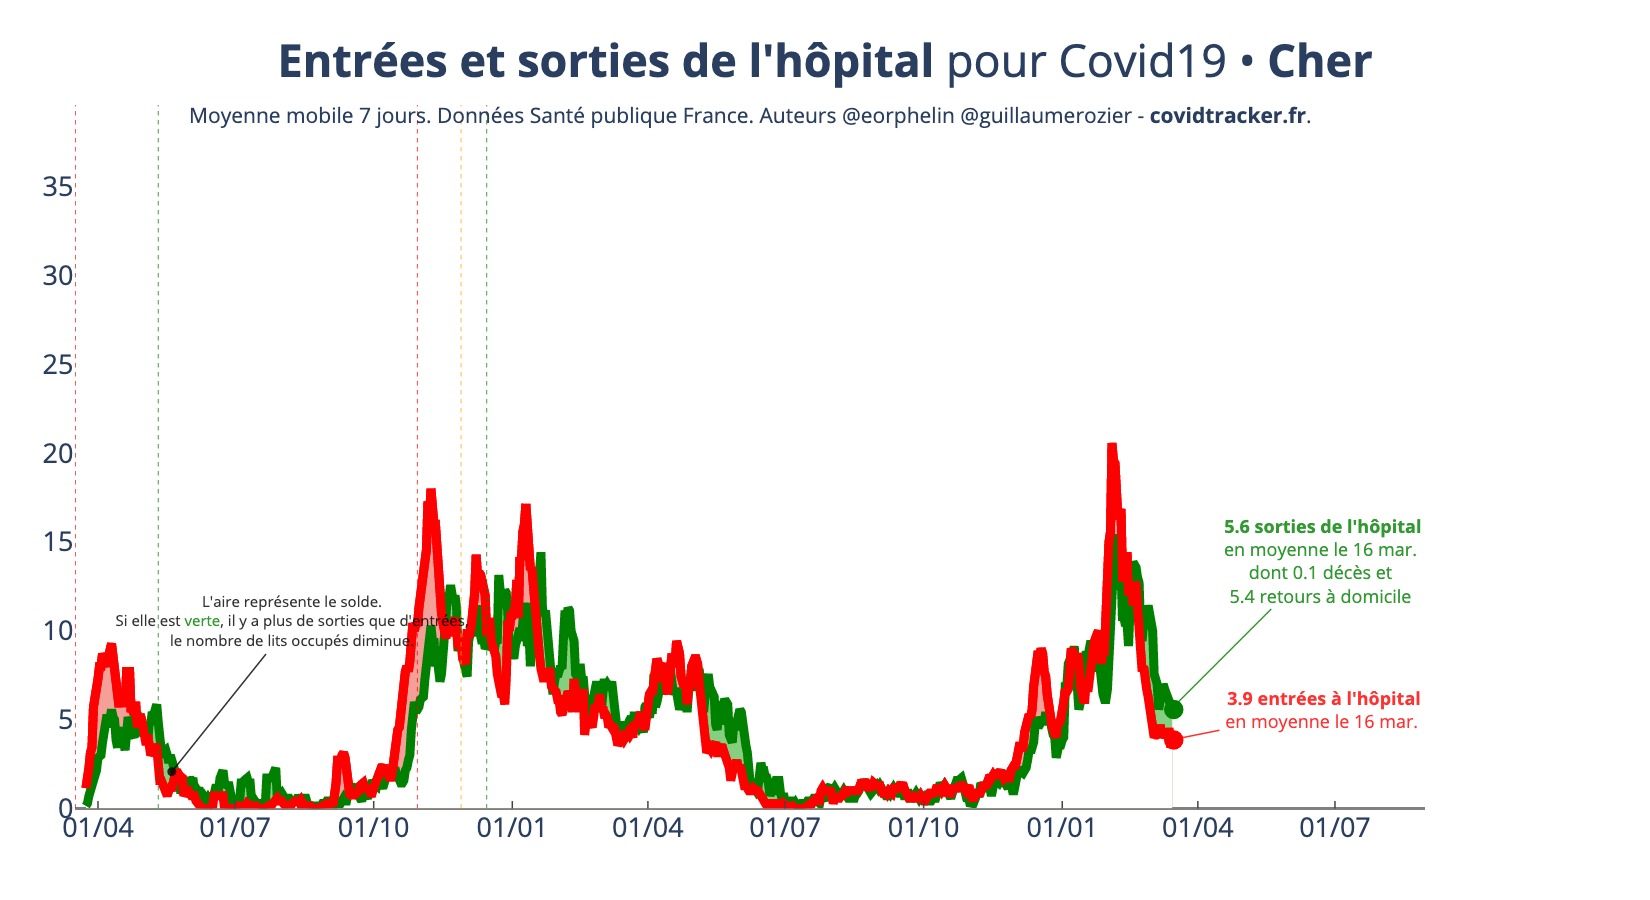 Entrées et sorties de l'hôpital pour Covid19 • Cher
Moyenne mobile 7 jours. Données Santé publique France. Auteurs @eorphelin @guillaumerozier - covidtracker.fr.
35
30
25
20
15
10
5
0
L'aire représente le solde.
Si elle est verte, il y a plus de sorties que d'entrées,
le nombre de lits occupés diminue.
5.6 sorties de l'hôpital
en moyenne le 16 mar.
dont 0.1 décès et
5.4 retours à domicile
3.9 entrées à l'hôpital
en moyenne le 16 mar.
01/04 01/07 01/10 01/01 01/04 01/07 01/10 01/01 01/04 01/07